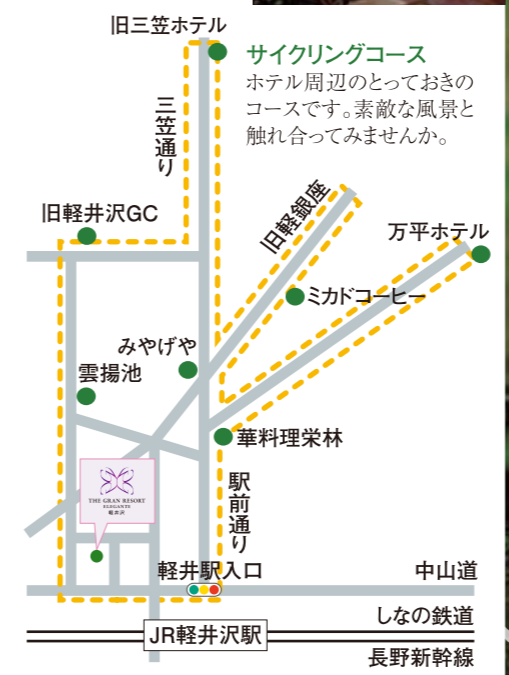 旧三笠ホテル
サイクリングコース
ホテル周辺のとっておきの
コースです。素敵な風景と
触れ合ってみませんか。
三笠通り
旧軽井沢GC
旧軽銀座
万平ホテル
ミカドコーヒー
みやげや
雲揚池
華料理栄林
THE GRAN RESORT
ELEGANTE
軽井沢
駅前通り
軽井駅入口
中山道
しなの鉄道
JR軽井沢駅
長野新幹線